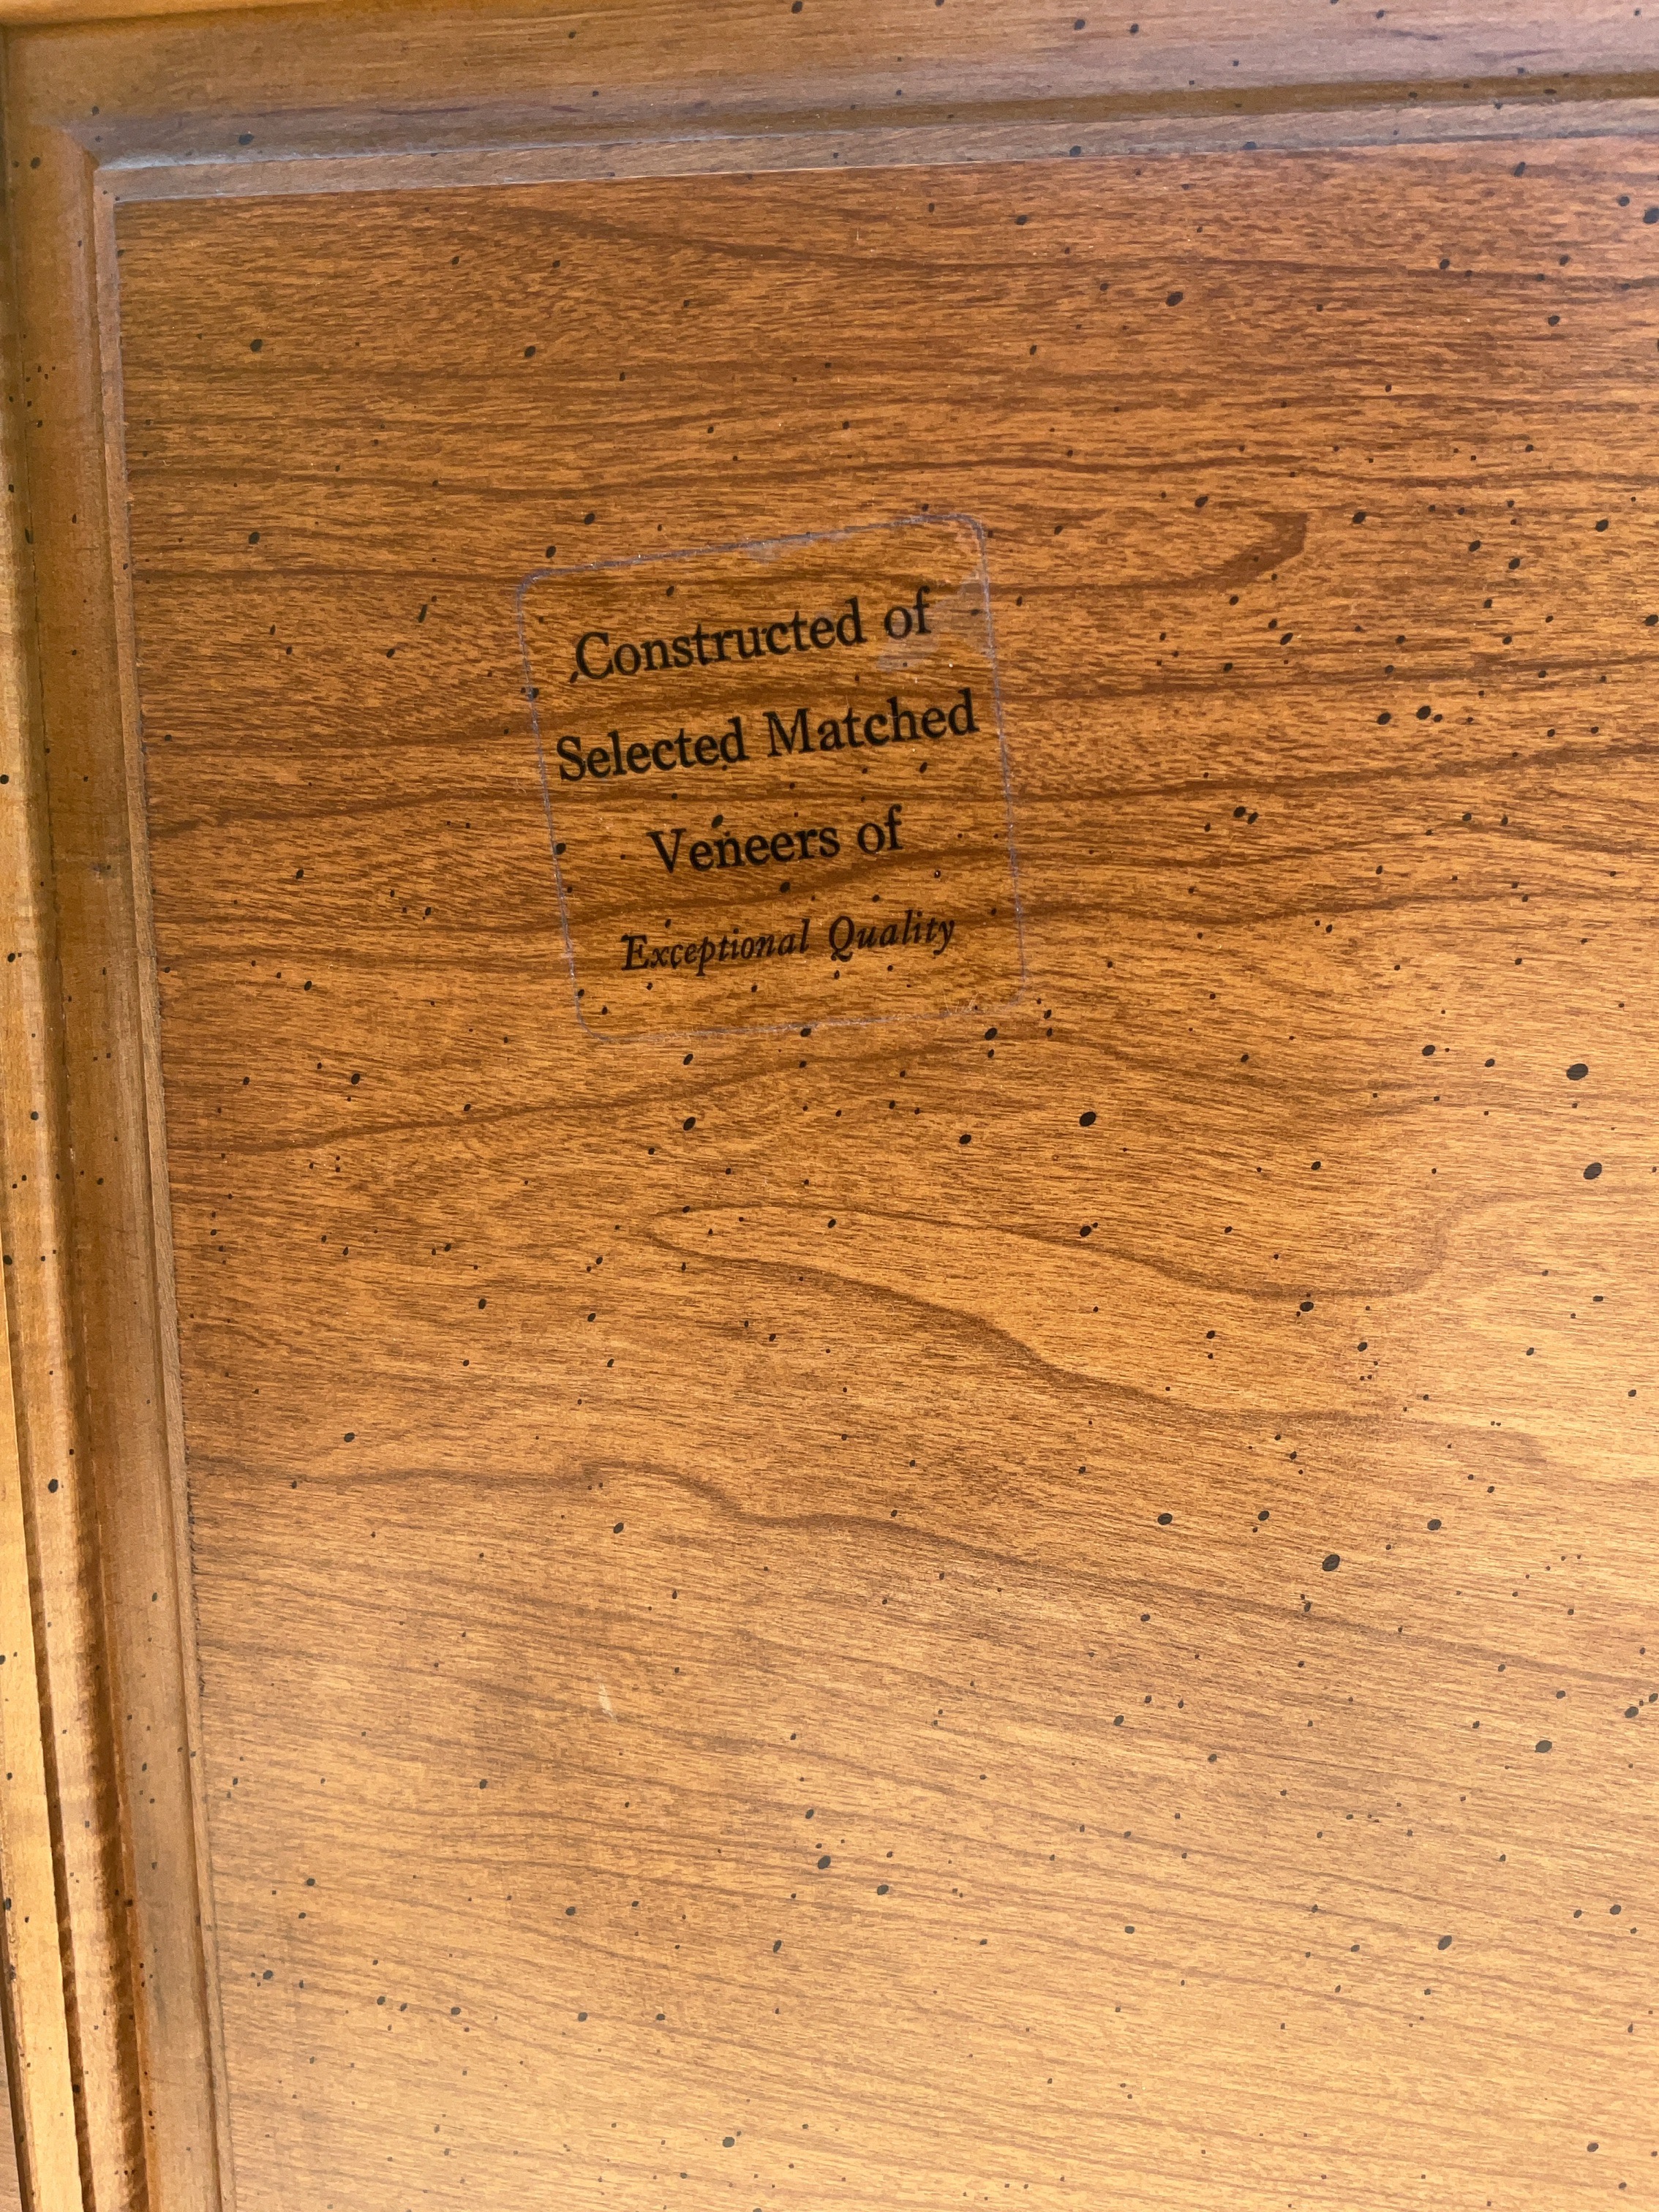 Constructed of
Selected Matched
Veneers of
Exceptional Quality